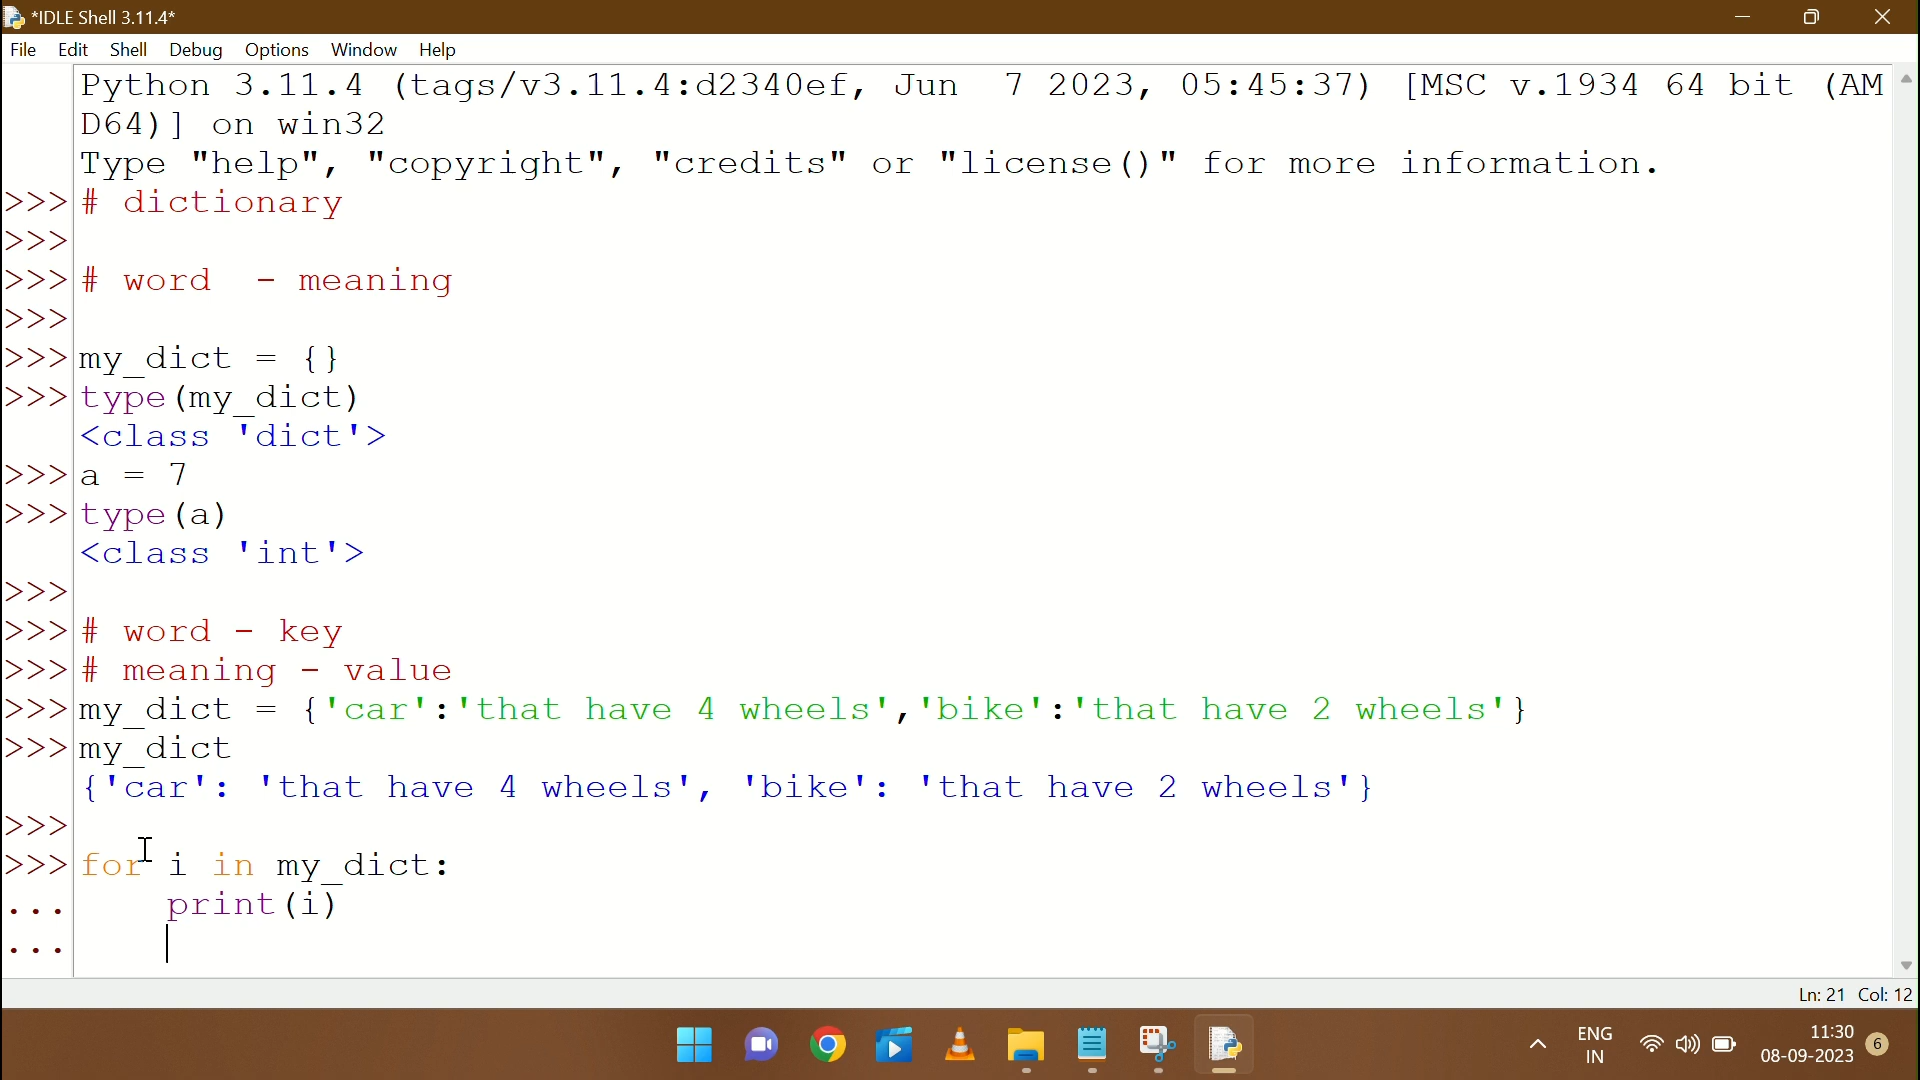 *IDLE Shell 3.11.4*
File Edit Shell Debug Options Window Help
Python 3.11.4 (tags/v3.11.4:d2340ef, Jun  7 2023, 05:45:37) [MSC v.1934 64 bit (AM
D64)] on win32
Type "help", "copyright", "credits" or "license()" for more information.
>>> # dictionary
>>>
>>> # word  - meaning
>>>
>>> my_dict = {}
>>> type(my_dict)
<class 'dict'>
>>> a = 7
>>> type(a)
<class 'int'>
>>>
>>> # word - key
>>> # meaning - value
>>> my_dict = {'car':'that have 4 wheels','bike':'that have 2 wheels'}
>>> my_dict
{'car': 'that have 4 wheels', 'bike': 'that have 2 wheels'}
>>>
>>> for i in my_dict:
...     print(i)
...
Ln: 21 Col: 12
ENG 11:30
IN 08-09-2023 6